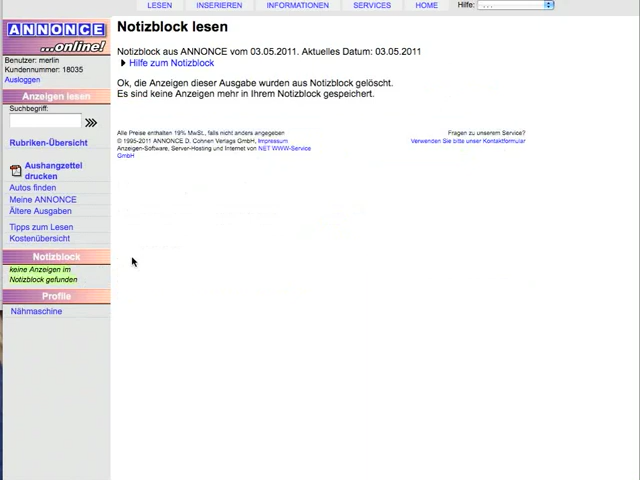 LESEN INSERIEREN INFORMATIONEN SERVICES HOME Hilfe: ...
ANNONCE
...online!
Benutzer: merlin
Kundennummer: 18035
Ausloggen
Anzeigen lesen
Suchbegriff:
Rubriken-Übersicht
Aushangzettel
drucken
Autos finden
Meine ANNONCE
Ältere Ausgaben
Tipps zum Lesen
Kostenübersicht
Notizblock
keine Anzeigen im
Notizblock gefunden
Profile
Nähmaschine
Notizblock lesen
Notizblock aus ANNONCE vom 03.05.2011. Aktuelles Datum: 03.05.2011
Hilfe zum Notizblock
Ok, die Anzeigen dieser Ausgabe wurden aus Notizblock gelöscht.
Es sind keine Anzeigen mehr in Ihrem Notizblock gespeichert.
Alle Preise enthalten 19% MwSt., falls nicht anders angegeben
© 1995-2011 ANNONCE D. Cohnen Verlags GmbH, Impressum
Anzeigen-Software, Server-Hosting und Internet von NET WWW-Service
GmbH
Fragen zu unserem Service?
Verwenden Sie bitte unser Kontaktformular